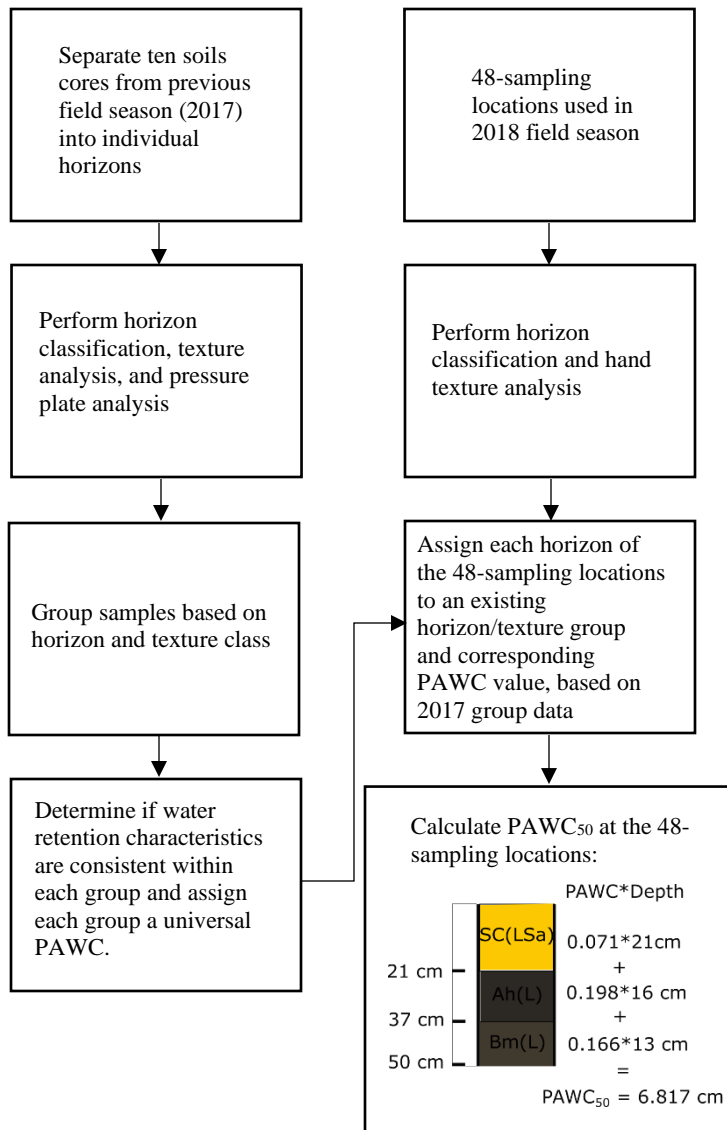 Separate ten soils
cores from previous
field season (2017)
into individual
horizons
Perform horizon
classification, texture
analysis, and pressure
plate analysis
Group samples based on
horizon and texture class
Determine if water
retention characteristics
are consistent within
each group and assign
each group a universal
PAWC.
48-sampling
locations used in
2018 field season
Perform horizon
classification and hand
texture analysis
Assign each horizon of
the 48-sampling locations
to an existing
horizon/texture group
and corresponding
PAWC value, based on
2017 group data
Calculate PAWC₅₀ at the 48-
sampling locations:
PAWC*Depth
SC(LSa) 0.071*21cm
+
21 cm
Ah(L) 0.198*16 cm
+
37 cm
Bm(L) 0.166*13 cm
50 cm
=
PAWC₅₀ = 6.817 cm